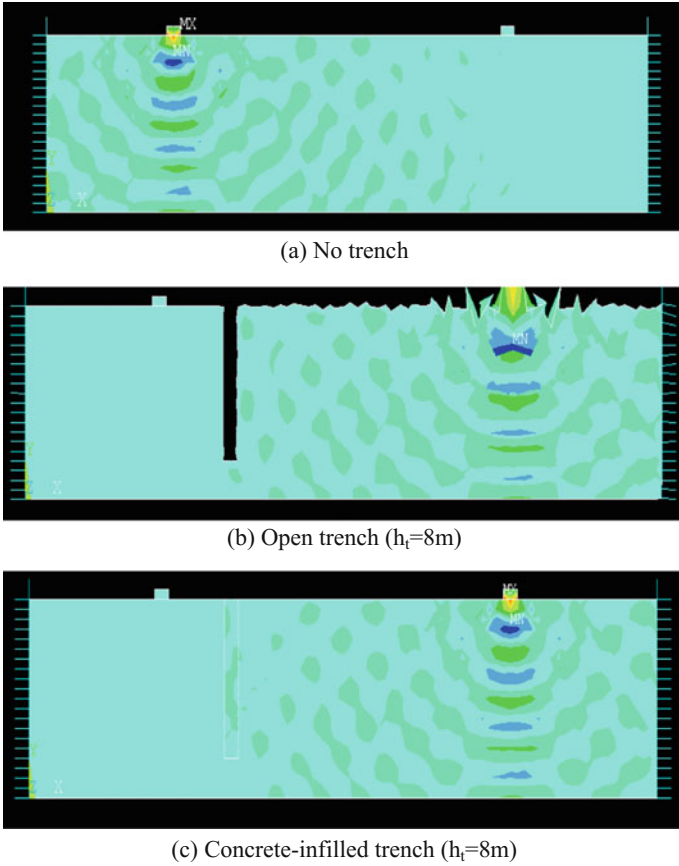 MX
MN
Y
Z X
(a) No trench
MN
Y
Z X
(b) Open trench (hₜ=8m)
MX
MN
Y
Z X
(c) Concrete-infilled trench (hₜ=8m)